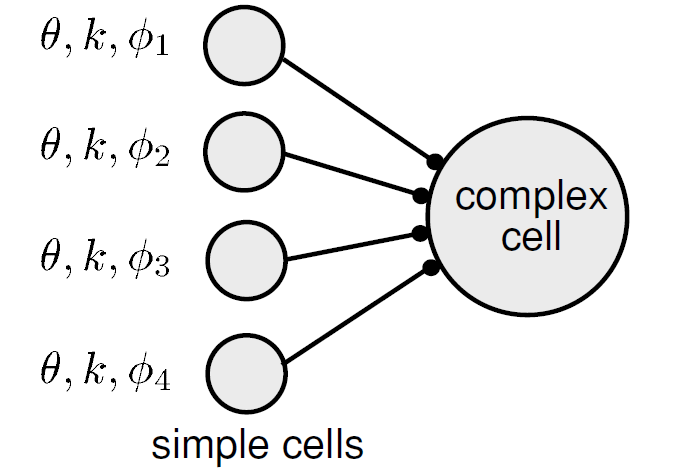 θ, k, ϕ₁
θ, k, ϕ₂
complex
cell
θ, k, ϕ₃
θ, k, ϕ₄
simple cells